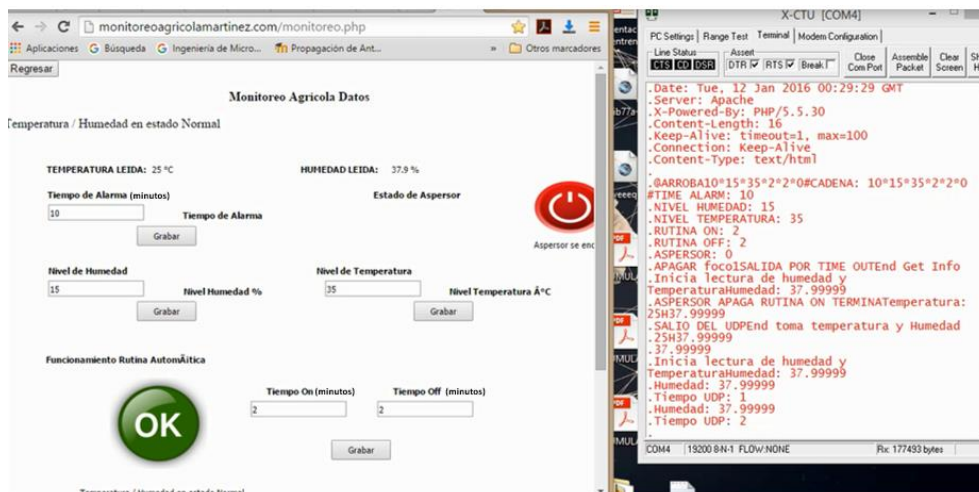 monitoreoagricolamartinez.com/monitoreo.php
Aplicaciones G Búsqueda G Ingeniería de Micro... Propagación de Ant... » Otros marcadores
Regresar
Monitoreo Agricola Datos
Temperatura / Humedad en estado Normal
TEMPERATURA LEIDA: 25 °C HUMEDAD LEIDA: 37.9 %
Tiempo de Alarma (minutos) Estado de Aspersor
10 Tiempo de Alarma
Grabar
Aspersor se enc
Nivel de Humedad Nivel de Temperatura
15 Nivel Humedad % 35 Nivel Temperatura Â°C
Grabar Grabar
Funcionamiento Rutina AutomÃ¡tica
OK
Tiempo On (minutos) Tiempo Off (minutos)
2 2
Grabar
Temperatura / Humedad en estado Normal
X-CTU [COM4]
PC Settings Range Test Terminal Modem Configuration
Line Status Assert
CTS CD DSR DTR RTS Break
Close Com Port
Assemble Packet
Clear Screen
.Date: Tue, 12 Jan 2016 00:29:29 GMT
.Server: Apache
.X-Powered-By: PHP/5.5.30
.Content-Length: 16
.Keep-Alive: timeout=1, max=100
.Connection: Keep-Alive
.Content-Type: text/html
.
.@ARROBA10*15*35*2*2*0#CADENA: 10*15*35*2*2*0
#TIME ALARM: 10
.NIVEL HUMEDAD: 15
.NIVEL TEMPERATURA: 35
.RUTINA ON: 2
.RUTINA OFF: 2
.ASPERSOR: 0
.APAGAR foco1SALIDA POR TIME OUTEnd Get Info
.Inicia lectura de humedad y
TemperaturaHumedad: 37.99999
.ASPERSOR APAGA RUTINA ON TERMINATemperatura:
25H37.99999
.SALIO DEL UDPEnd toma temperatura y Humedad
.25H37.99999
.37.99999
.Inicia lectura de humedad y
TemperaturaHumedad: 37.99999
.Humedad: 37.99999
.Tiempo UDP: 1
.Humedad: 37.99999
.Tiempo UDP: 2
.
COM4 19200 8-N-1 FLOW:NONE Rx: 177493 bytes